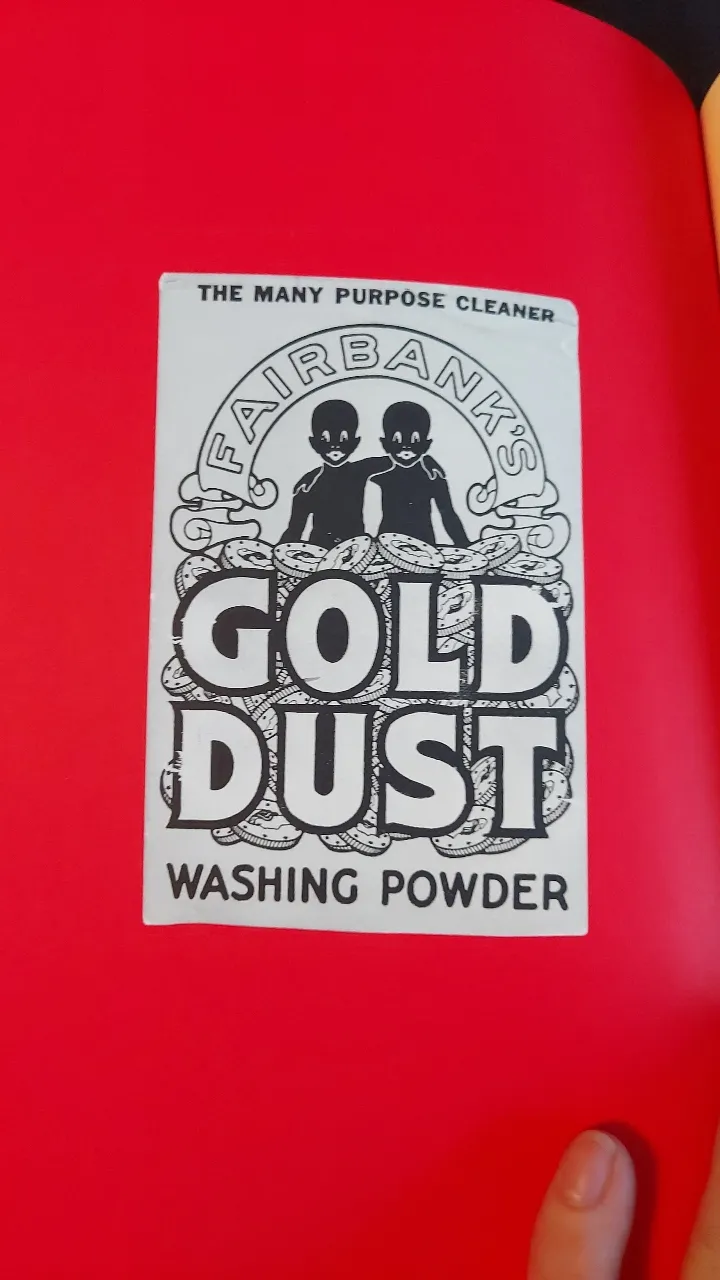 THE MANY PURPOSE CLEANER
FAIRBANK'S
GOLD
DUST
WASHING POWDER